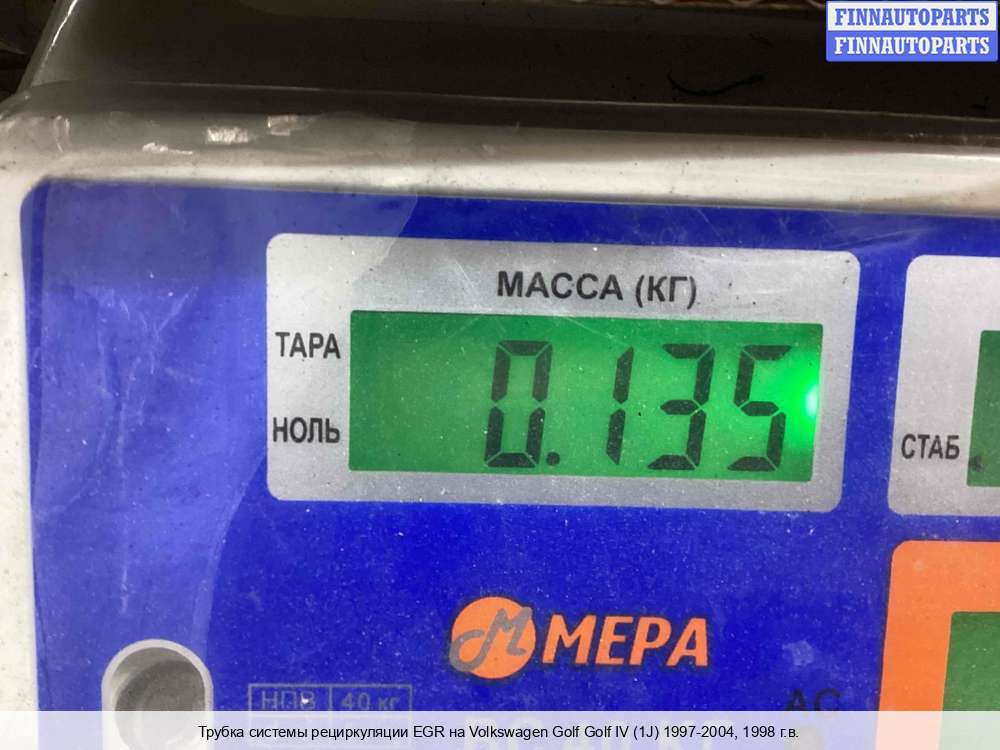 FINNAUTOPARTS
FINNAUTOPARTS
МАССА (КГ)
ТАРА
0.135
НОЛЬ
СТАБ
М МЕРА
НПВ 40 кг
AC
Трубка системы рециркуляции EGR на Volkswagen Golf Golf IV (1J) 1997-2004, 1998 г.в.